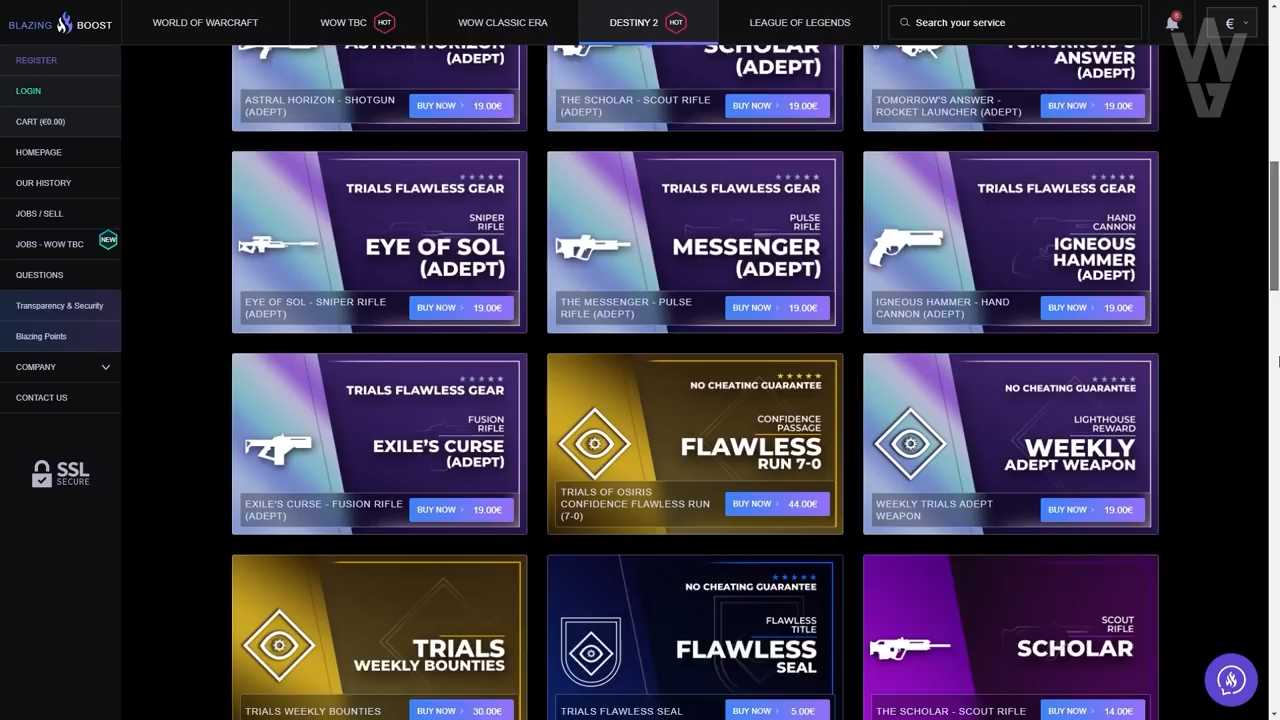 BLAZING BOOST
WORLD OF WARCRAFT
WOW TBC HOT
WOW CLASSIC ERA
DESTINY 2 HOT
LEAGUE OF LEGENDS
Search your service
6
€
W
G
REGISTER
LOGIN
CART (€0.00)
HOMEPAGE
OUR HISTORY
JOBS / SELL
JOBS - WOW TBC NEW
QUESTIONS
Transparency & Security
Blazing Points
COMPANY
CONTACT US
SSL
SECURE
ASTRAL HORIZON
(ADEPT)
ASTRAL HORIZON - SHOTGUN
(ADEPT)
BUY NOW 19.00€
SCHOLAR
(ADEPT)
THE SCHOLAR - SCOUT RIFLE
(ADEPT)
BUY NOW 19.00€
TOMORROW'S
ANSWER
(ADEPT)
TOMORROW'S ANSWER -
ROCKET LAUNCHER (ADEPT)
BUY NOW 19.00€
TRIALS FLAWLESS GEAR
SNIPER
RIFLE
EYE OF SOL
(ADEPT)
EYE OF SOL - SNIPER RIFLE
(ADEPT)
BUY NOW 19.00€
TRIALS FLAWLESS GEAR
PULSE
RIFLE
MESSENGER
(ADEPT)
THE MESSENGER - PULSE
RIFLE (ADEPT)
BUY NOW 19.00€
TRIALS FLAWLESS GEAR
HAND
CANNON
IGNEOUS
HAMMER
(ADEPT)
IGNEOUS HAMMER - HAND
CANNON (ADEPT)
BUY NOW 19.00€
TRIALS FLAWLESS GEAR
FUSION
RIFLE
EXILE'S CURSE
(ADEPT)
EXILE'S CURSE - FUSION RIFLE
(ADEPT)
BUY NOW 19.00€
NO CHEATING GUARANTEE
CONFIDENCE
PASSAGE
FLAWLESS
RUN 7-0
TRIALS OF OSIRIS
CONFIDENCE FLAWLESS RUN
(7-0)
BUY NOW 44.00€
NO CHEATING GUARANTEE
LIGHTHOUSE
REWARD
WEEKLY
ADEPT WEAPON
WEEKLY TRIALS ADEPT
WEAPON
BUY NOW 19.00€
TRIALS
WEEKLY BOUNTIES
TRIALS WEEKLY BOUNTIES
BUY NOW 30.00€
NO CHEATING GUARANTEE
FLAWLESS
TITLE
FLAWLESS
SEAL
TRIALS FLAWLESS SEAL
BUY NOW 5.00€
SCOUT
RIFLE
SCHOLAR
THE SCHOLAR - SCOUT RIFLE
BUY NOW 14.00€